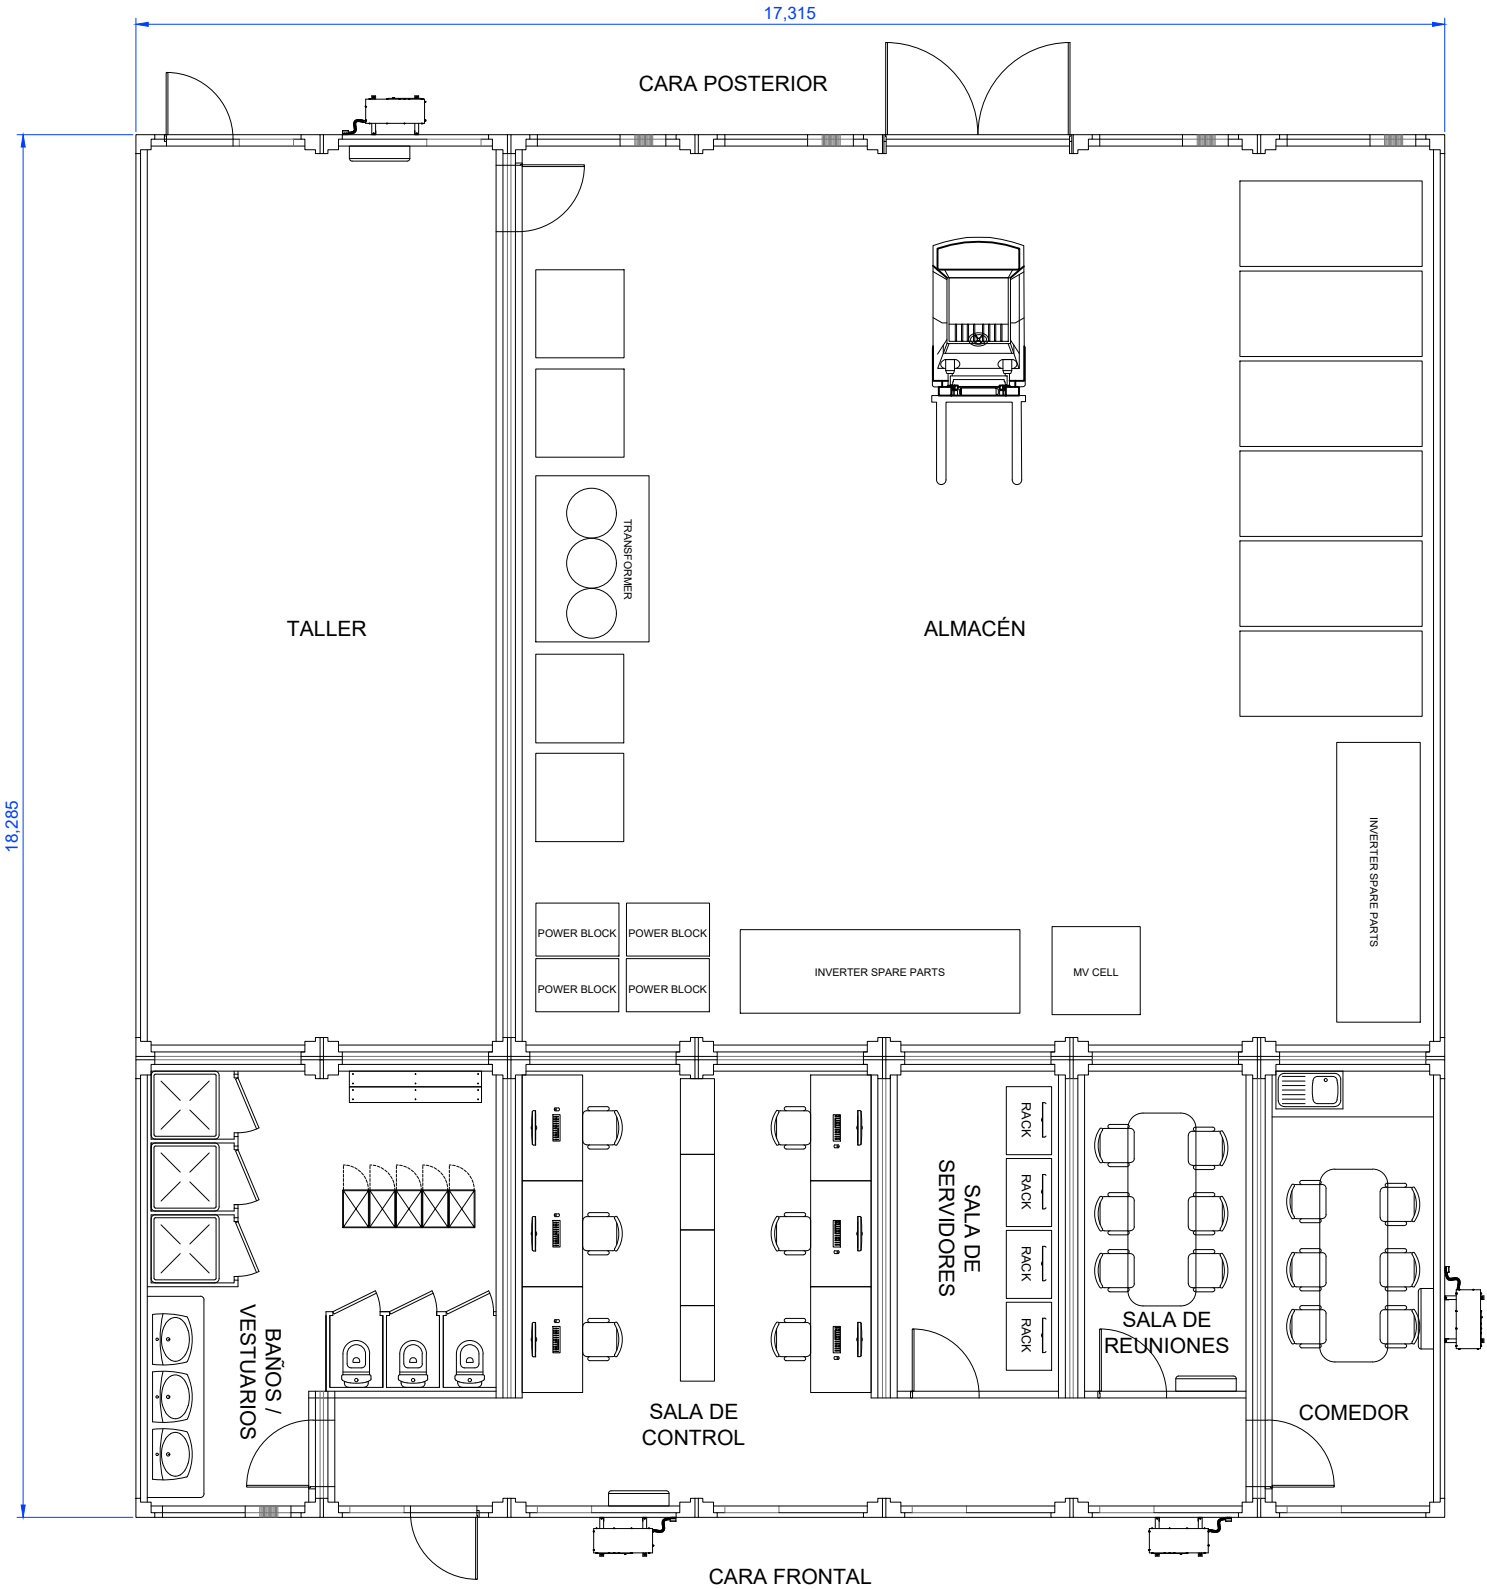 17,315
CARA POSTERIOR
18,285
TRANSFORMER
TALLER
ALMACÉN
INVERTER SPARE PARTS
POWER BLOCK
POWER BLOCK
POWER BLOCK
POWER BLOCK
INVERTER SPARE PARTS
MV CELL
RACK
RACK
RACK
RACK
SALA DE
SERVIDORES
SALA DE
REUNIONES
BAÑOS /
VESTUARIOS
SALA DE
CONTROL
COMEDOR
CARA FRONTAL